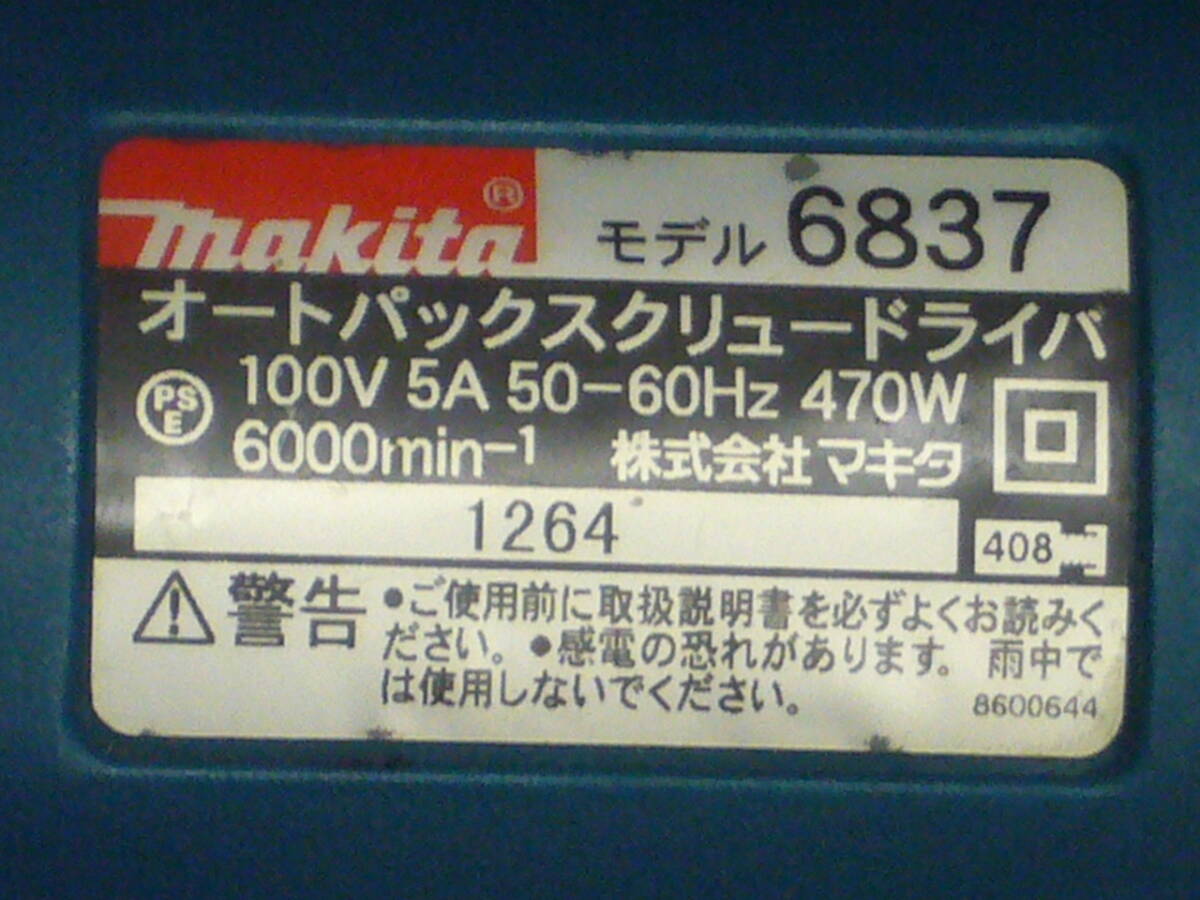 makita®
モデル 6837
オートパックスクリュードライバ
PSE 100V 5A 50-60Hz 470W
6000min-1 株式会社マキタ
1264
408
警告 •ご使用前に取扱説明書を必ずよくお読みく
ださい。•感電の恐れがあります。 雨中で
は使用しないでください。
8600644